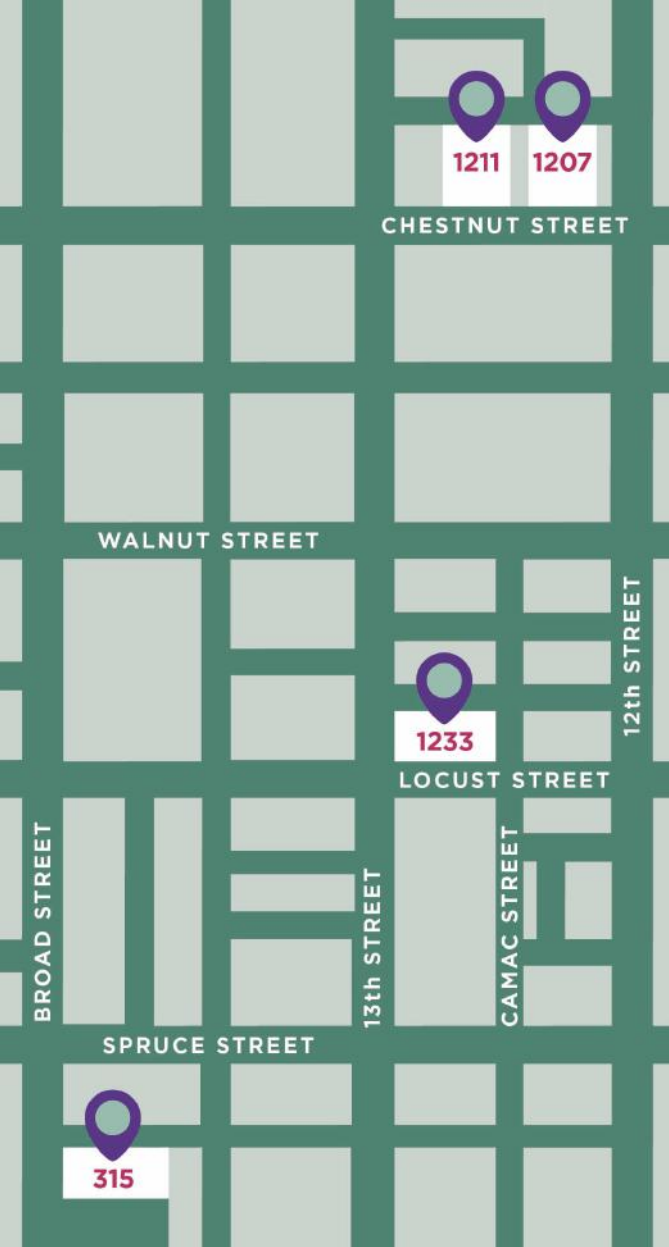 1211
1207
CHESTNUT STREET
WALNUT STREET
12th STREET
1233
LOCUST STREET
BROAD STREET
13th STREET
CAMAC STREET
SPRUCE STREET
315